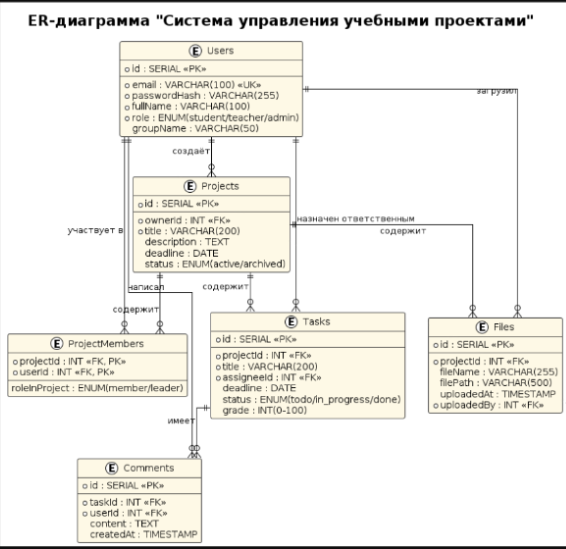 ER-диаграмма "Система управления учебными проектами"
E Users
id : SERIAL «PK»
email : VARCHAR(100) «UK»
passwordHash : VARCHAR(255)
fullName : VARCHAR(100)
role : ENUM(student/teacher/admin)
groupName : VARCHAR(50)
загрузил
создаёт
E Projects
id : SERIAL «PK»
ownerId : INT «FK»
title : VARCHAR(200)
description : TEXT
deadline : DATE
status : ENUM(active/archived)
назначен ответственным
содержит
участвует в
написал
содержит
содержит
E ProjectMembers
projectId : INT «FK, PK»
userId : INT «FK, PK»
roleInProject : ENUM(member/leader)
E Tasks
id : SERIAL «PK»
projectId : INT «FK»
title : VARCHAR(200)
assigneeId : INT «FK»
deadline : DATE
status : ENUM(todo/in_progress/done)
grade : INT(0-100)
E Files
id : SERIAL «PK»
projectId : INT «FK»
fileName : VARCHAR(255)
filePath : VARCHAR(500)
uploadedAt : TIMESTAMP
uploadedBy : INT «FK»
имеет
E Comments
id : SERIAL «PK»
taskId : INT «FK»
userId : INT «FK»
content : TEXT
createdAt : TIMESTAMP